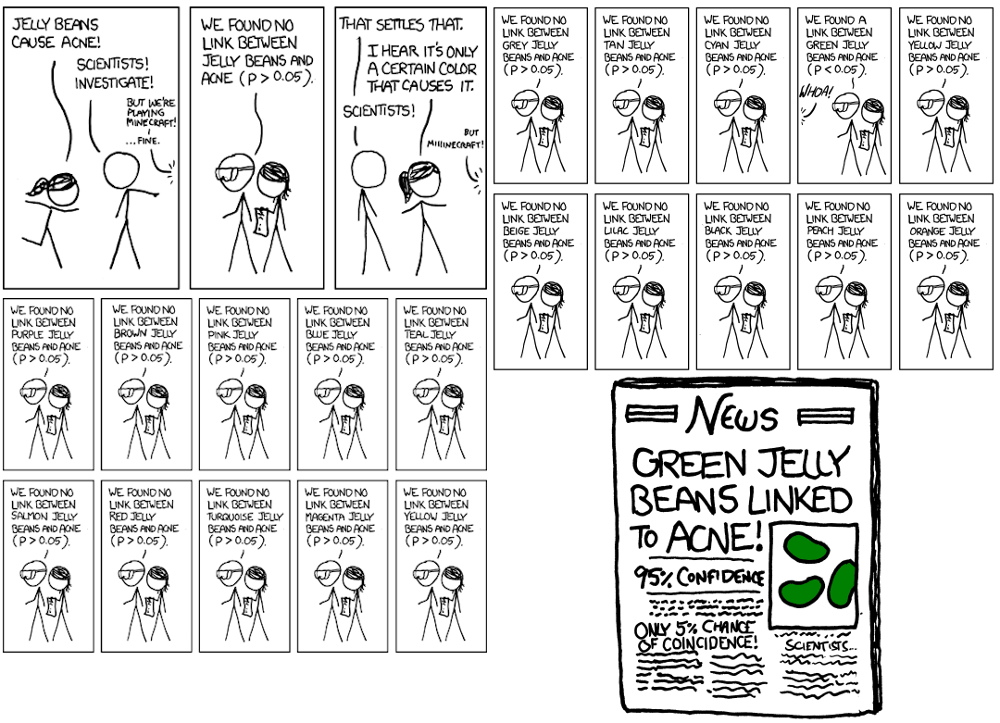 JELLY BEANS
CAUSE ACNE!
SCIENTISTS!
INVESTIGATE!
BUT WE'RE
PLAYING
MINECRAFT!
...FINE.
WE FOUND NO
LINK BETWEEN
JELLY BEANS AND
ACNE (P > 0.05).
THAT SETTLES THAT.
I HEAR IT'S ONLY
A CERTAIN COLOR
THAT CAUSES IT.
SCIENTISTS!
BUT
MIIINECRAFT!
WE FOUND NO
LINK BETWEEN
PURPLE JELLY
BEANS AND ACNE
(P > 0.05).
WE FOUND NO
LINK BETWEEN
BROWN JELLY
BEANS AND ACNE
(P > 0.05).
WE FOUND NO
LINK BETWEEN
PINK JELLY
BEANS AND ACNE
(P > 0.05).
WE FOUND NO
LINK BETWEEN
BLUE JELLY
BEANS AND ACNE
(P > 0.05).
WE FOUND NO
LINK BETWEEN
TEAL JELLY
BEANS AND ACNE
(P > 0.05).
WE FOUND NO
LINK BETWEEN
SALMON JELLY
BEANS AND ACNE
(P > 0.05).
WE FOUND NO
LINK BETWEEN
RED JELLY
BEANS AND ACNE
(P > 0.05).
WE FOUND NO
LINK BETWEEN
TURQUOISE JELLY
BEANS AND ACNE
(P > 0.05).
WE FOUND NO
LINK BETWEEN
MAGENTA JELLY
BEANS AND ACNE
(P > 0.05).
WE FOUND NO
LINK BETWEEN
YELLOW JELLY
BEANS AND ACNE
(P > 0.05).
WE FOUND NO
LINK BETWEEN
GREY JELLY
BEANS AND ACNE
(P > 0.05).
WE FOUND NO
LINK BETWEEN
TAN JELLY
BEANS AND ACNE
(P > 0.05).
WE FOUND NO
LINK BETWEEN
CYAN JELLY
BEANS AND ACNE
(P > 0.05).
WE FOUND A
LINK BETWEEN
GREEN JELLY
BEANS AND ACNE
(P < 0.05).
WHOA!
WE FOUND NO
LINK BETWEEN
YELLOW JELLY
BEANS AND ACNE
(P > 0.05).
WE FOUND NO
LINK BETWEEN
BEIGE JELLY
BEANS AND ACNE
(P > 0.05).
WE FOUND NO
LINK BETWEEN
LILAC JELLY
BEANS AND ACNE
(P > 0.05).
WE FOUND NO
LINK BETWEEN
BLACK JELLY
BEANS AND ACNE
(P > 0.05).
WE FOUND NO
LINK BETWEEN
PEACH JELLY
BEANS AND ACNE
(P > 0.05).
WE FOUND NO
LINK BETWEEN
ORANGE JELLY
BEANS AND ACNE
(P > 0.05).
NEWS
GREEN JELLY
BEANS LINKED
TO ACNE!
95% CONFIDENCE
ONLY 5% CHANCE
OF COINCIDENCE!
SCIENTISTS...